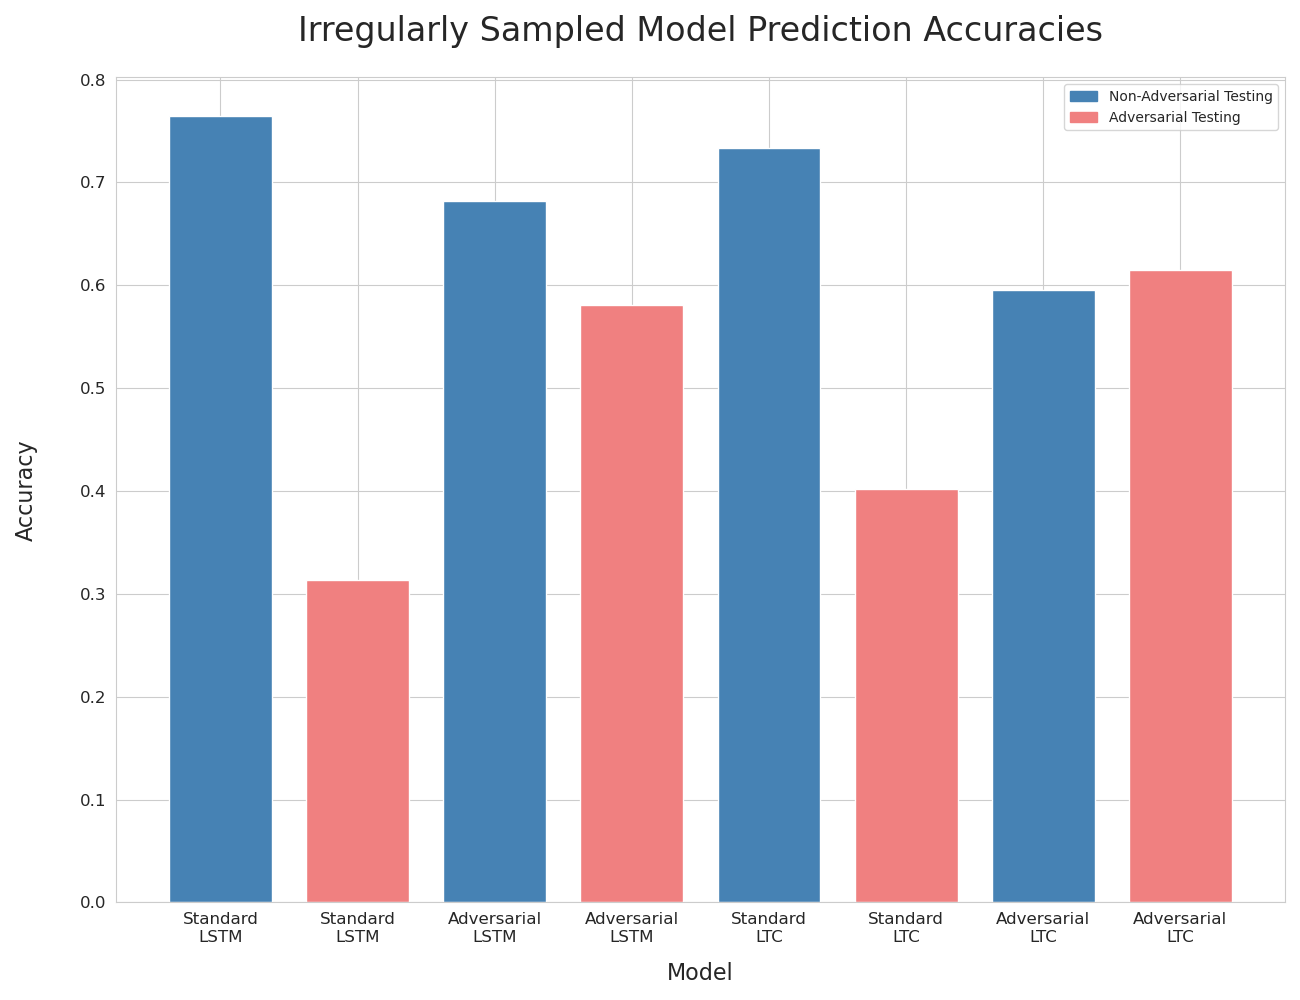 Irregularly Sampled Model Prediction Accuracies
Non-Adversarial Testing
Adversarial Testing
0.8
0.7
0.6
0.5
0.4
0.3
0.2
0.1
0.0
Accuracy
Standard
LSTM
Standard
LSTM
Adversarial
LSTM
Adversarial
LSTM
Standard
LTC
Standard
LTC
Adversarial
LTC
Adversarial
LTC
Model